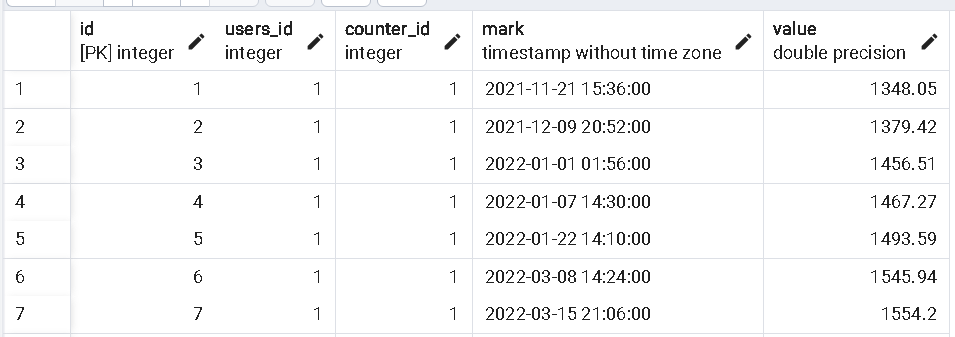 id users_id counter_id mark value
[PK] integer integer integer timestamp without time zone double precision
1 1 1 1 2021-11-21 15:36:00 1348.05
2 2 1 1 2021-12-09 20:52:00 1379.42
3 3 1 1 2022-01-01 01:56:00 1456.51
4 4 1 1 2022-01-07 14:30:00 1467.27
5 5 1 1 2022-01-22 14:10:00 1493.59
6 6 1 1 2022-03-08 14:24:00 1545.94
7 7 1 1 2022-03-15 21:06:00 1554.2